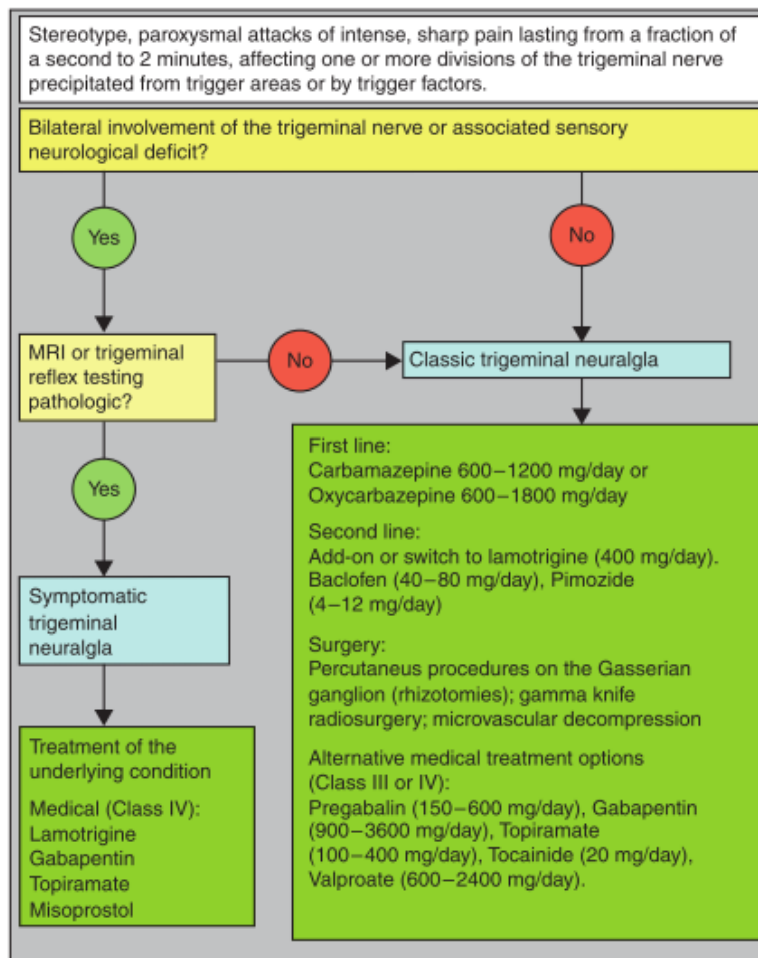 Stereotype, paroxysmal attacks of intense, sharp pain lasting from a fraction of
a second to 2 minutes, affecting one or more divisions of the trigeminal nerve
precipitated from trigger areas or by trigger factors.
Bilateral involvement of the trigeminal nerve or associated sensory
neurological deficit?
Yes
No
MRI or trigeminal
reflex testing
pathologic?
No
Classic trigeminal neuralgla
Yes
Symptomatic
trigeminal
neuralgla
Treatment of the
underlying condition
Medical (Class IV):
Lamotrigine
Gabapentin
Topiramate
Misoprostol
First line:
Carbamazepine 600–1200 mg/day or
Oxycarbazepine 600–1800 mg/day
Second line:
Add-on or switch to lamotrigine (400 mg/day).
Baclofen (40–80 mg/day), Pimozide
(4–12 mg/day)
Surgery:
Percutaneus procedures on the Gasserian
ganglion (rhizotomies); gamma knife
radiosurgery; microvascular decompression
Alternative medical treatment options
(Class III or IV):
Pregabalin (150–600 mg/day), Gabapentin
(900–3600 mg/day), Topiramate
(100–400 mg/day), Tocainide (20 mg/day),
Valproate (600–2400 mg/day).